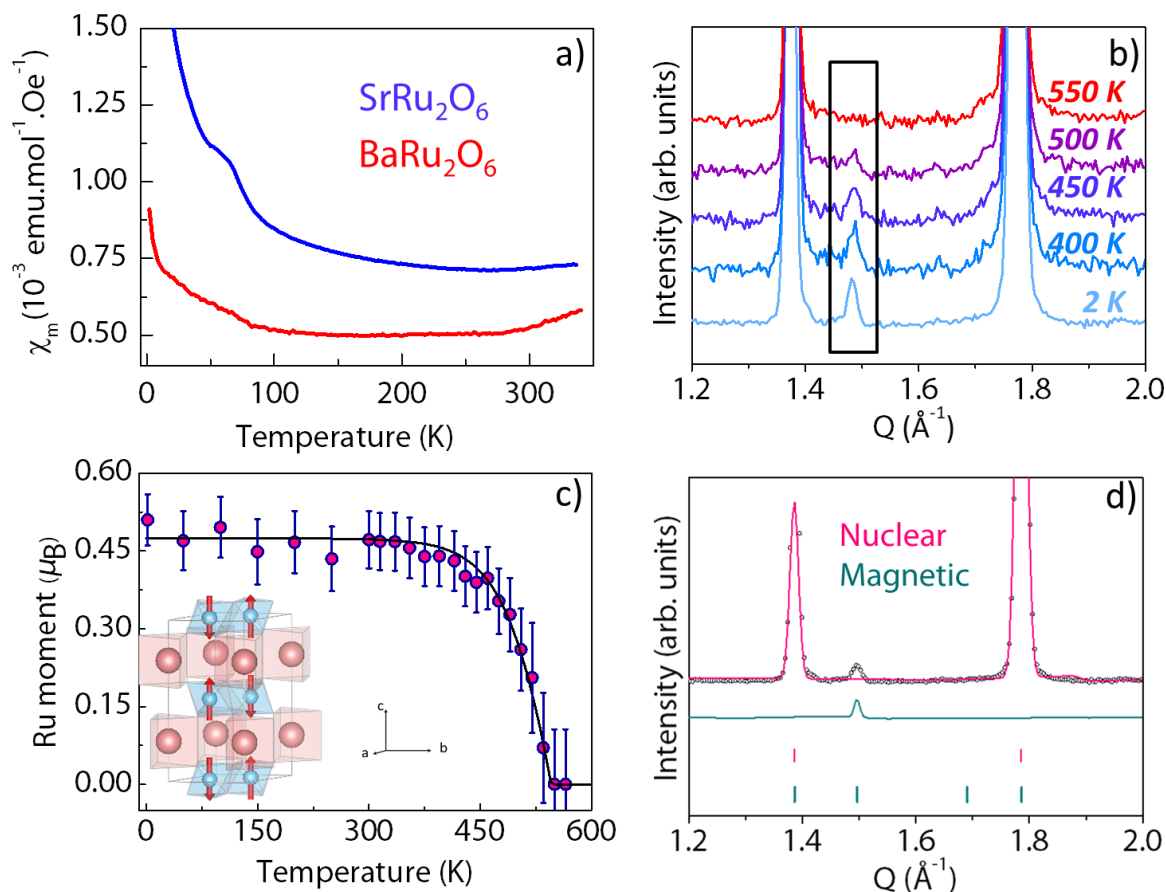 a)
1.50
1.25
1.00
0.75
0.50
χm (10⁻³ emu.mol⁻¹.Oe⁻¹)
SrRu₂O₆
BaRu₂O₆
0 100 200 300
Temperature (K)
b)
Intensity (arb. units)
550 K
500 K
450 K
400 K
2 K
1.2 1.4 1.6 1.8 2.0
Q (Å⁻¹)
c)
0.60
0.45
0.30
0.15
0.00
Ru moment (μB)
c
a
b
0 150 300 450 600
Temperature (K)
d)
Intensity (arb. units)
Nuclear
Magnetic
1.2 1.4 1.6 1.8 2.0
Q (Å⁻¹)